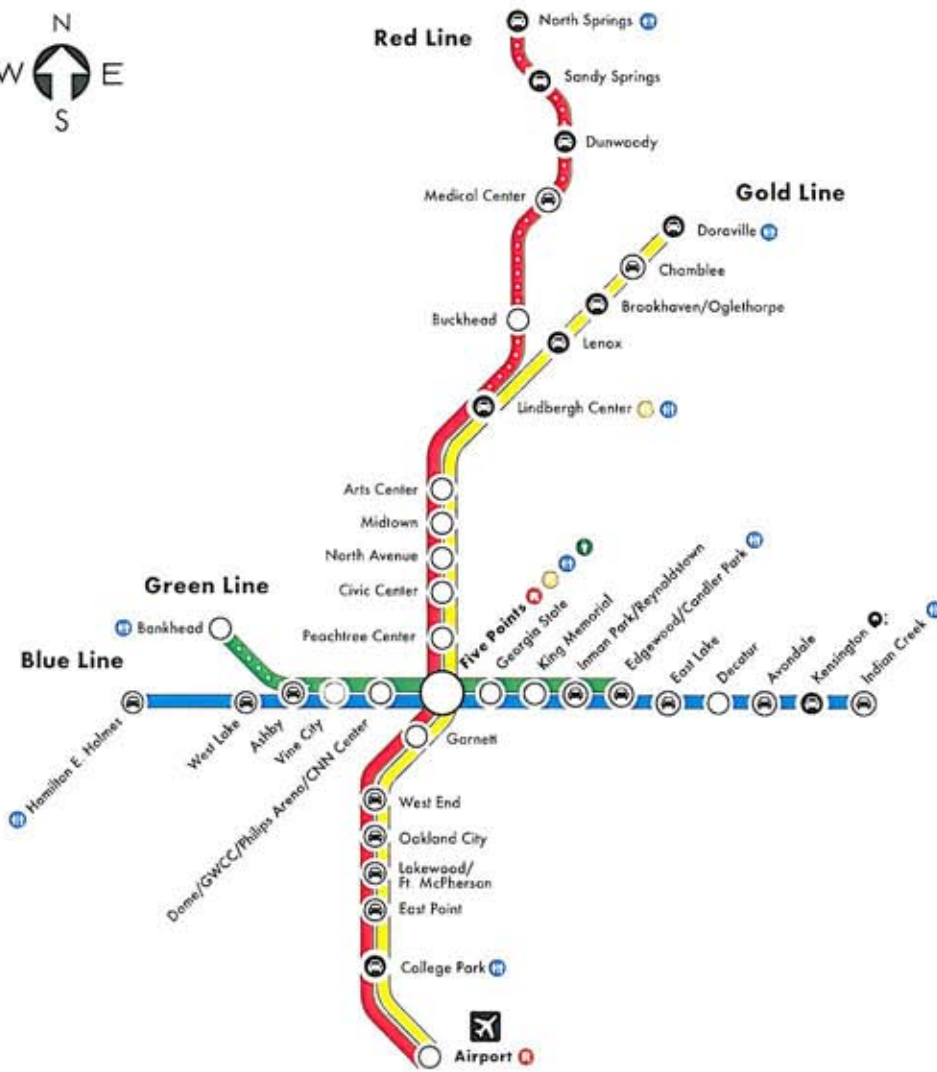 N
W E
S
Red Line
North Springs
Sandy Springs
Dunwoody
Medical Center
Gold Line
Doraville
Chamblee
Brookhaven/Oglethorpe
Buckhead
Lenox
Lindbergh Center
Arts Center
Midtown
North Avenue
Civic Center
Peachtree Center
Green Line
Bankhead
Blue Line
Hamilton E. Holmes
West Lake
Ashby
Vine City
Dome/GWCC/Philips Arena/CNN Center
Five Points
Georgia State
King Memorial
Inman Park/Reynoldstown
Edgewood/Candler Park
East Lake
Decatur
Avondale
Kensington
Indian Creek
Garnett
West End
Oakland City
Lakewood/
Ft. McPherson
East Point
College Park
Airport R